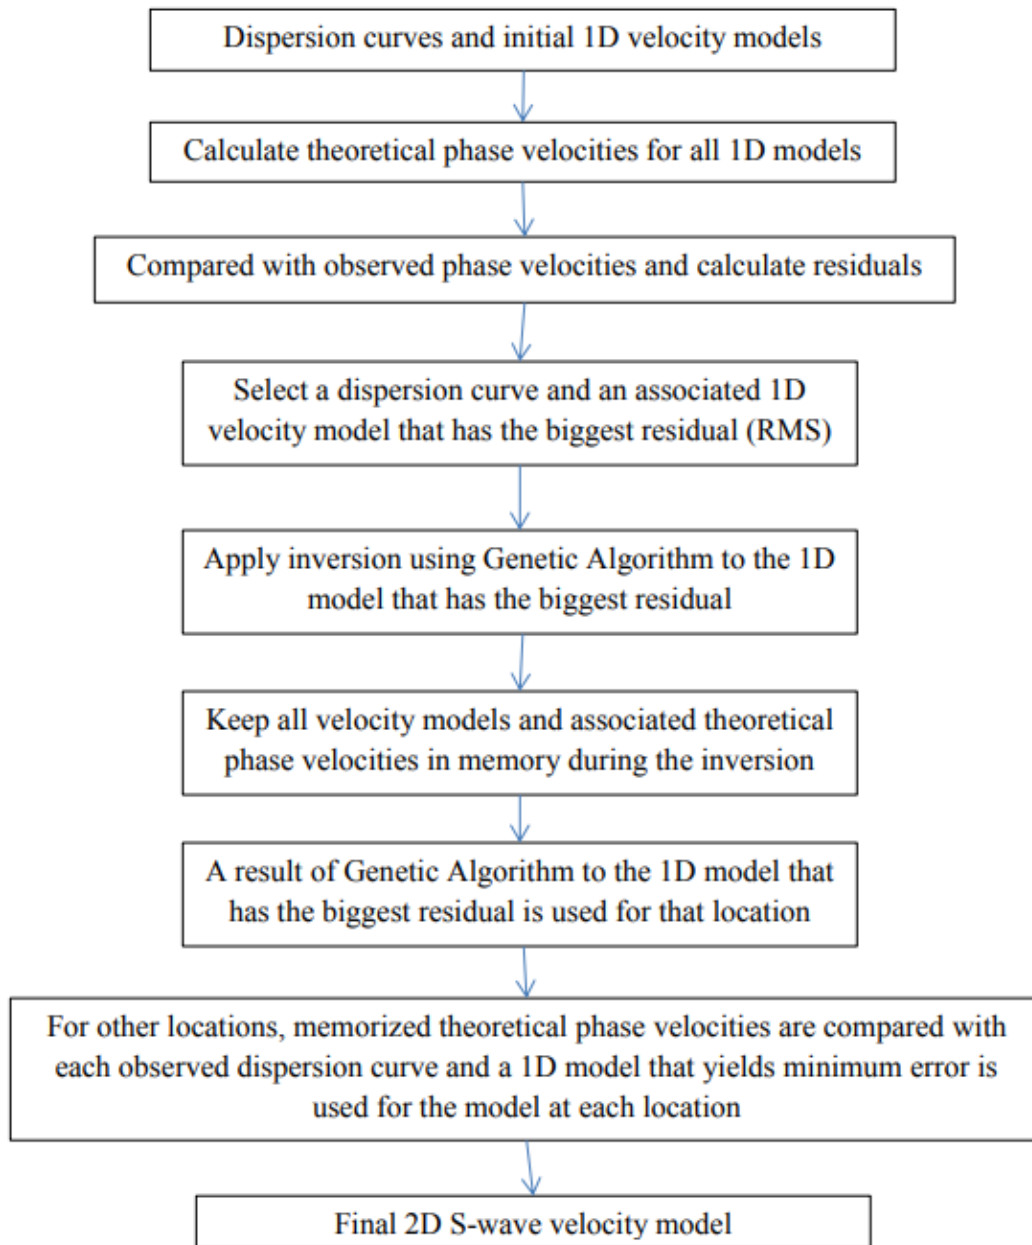 Dispersion curves and initial 1D velocity models
Calculate theoretical phase velocities for all 1D models
Compared with observed phase velocities and calculate residuals
Select a dispersion curve and an associated 1D
velocity model that has the biggest residual (RMS)
Apply inversion using Genetic Algorithm to the 1D
model that has the biggest residual
Keep all velocity models and associated theoretical
phase velocities in memory during the inversion
A result of Genetic Algorithm to the 1D model that
has the biggest residual is used for that location
For other locations, memorized theoretical phase velocities are compared with
each observed dispersion curve and a 1D model that yields minimum error is
used for the model at each location
Final 2D S-wave velocity model